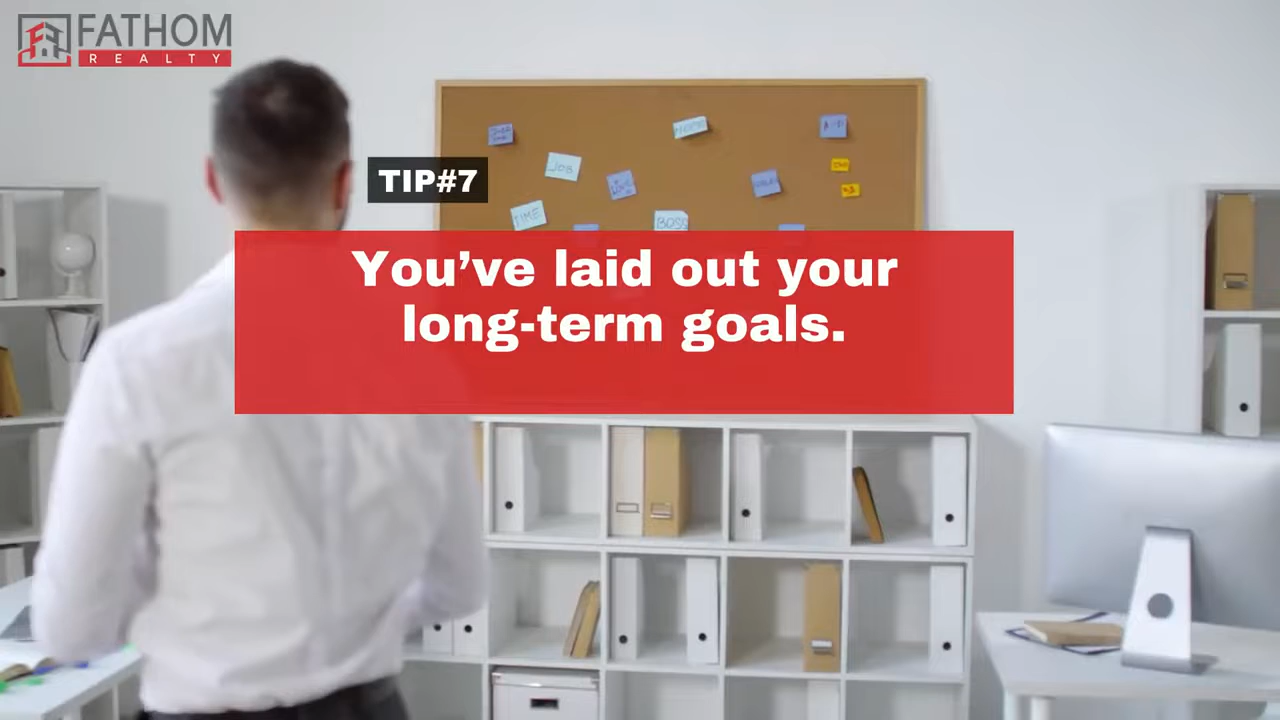 FATHOM
REALTY
JOB
TIME
BOSS
TIP#7
You’ve laid out your
long-term goals.